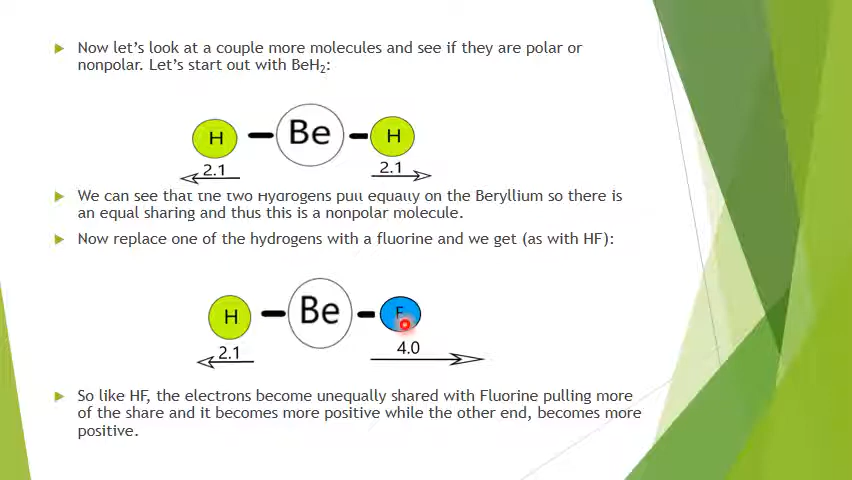 Now let's look at a couple more molecules and see if they are polar or
nonpolar. Let's start out with BeH₂:
H Be H
2.1 2.1
We can see that the two Hydrogens pull equally on the Beryllium so there is
an equal sharing and thus this is a nonpolar molecule.
Now replace one of the hydrogens with a fluorine and we get (as with HF):
H Be F
2.1 4.0
So like HF, the electrons become unequally shared with Fluorine pulling more
of the share and it becomes more positive while the other end, becomes more
positive.